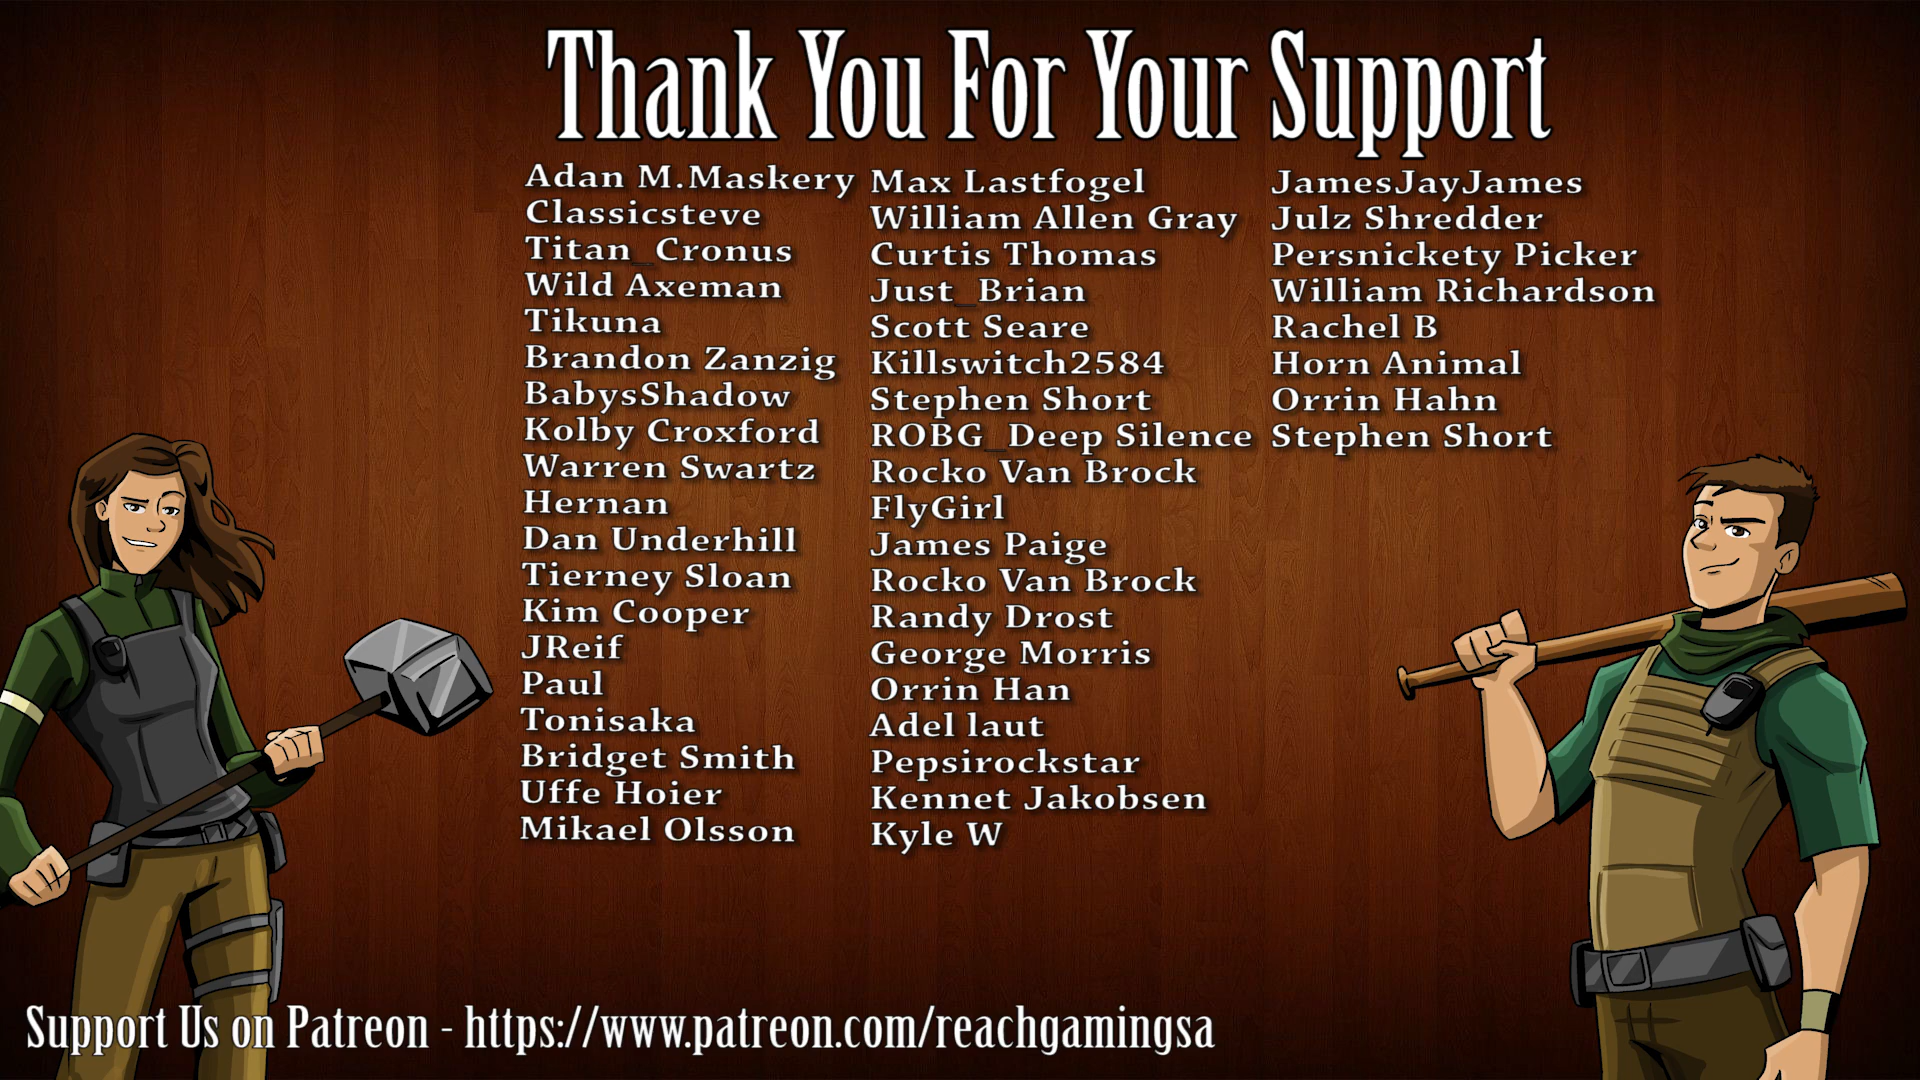 Thank You For Your Support
Adan M.Maskery
Classicsteve
Titan_Cronus
Wild Axeman
Tikuna
Brandon Zanzig
BabysShadow
Kolby Croxford
Warren Swartz
Hernan
Dan Underhill
Tierney Sloan
Kim Cooper
JReif
Paul
Tonisaka
Bridget Smith
Uffe Hoier
Mikael Olsson
Max Lastfogel
William Allen Gray
Curtis Thomas
Just_Brian
Scott Seare
Killswitch2584
Stephen Short
ROBG_Deep Silence
Rocko Van Brock
FlyGirl
James Paige
Rocko Van Brock
Randy Drost
George Morris
Orrin Han
Adel laut
Pepsirockstar
Kennet Jakobsen
Kyle W
JamesJayJames
Julz Shredder
Persnickety Picker
William Richardson
Rachel B
Horn Animal
Orrin Hahn
Stephen Short
Support Us on Patreon - https://www.patreon.com/reachgamingsa